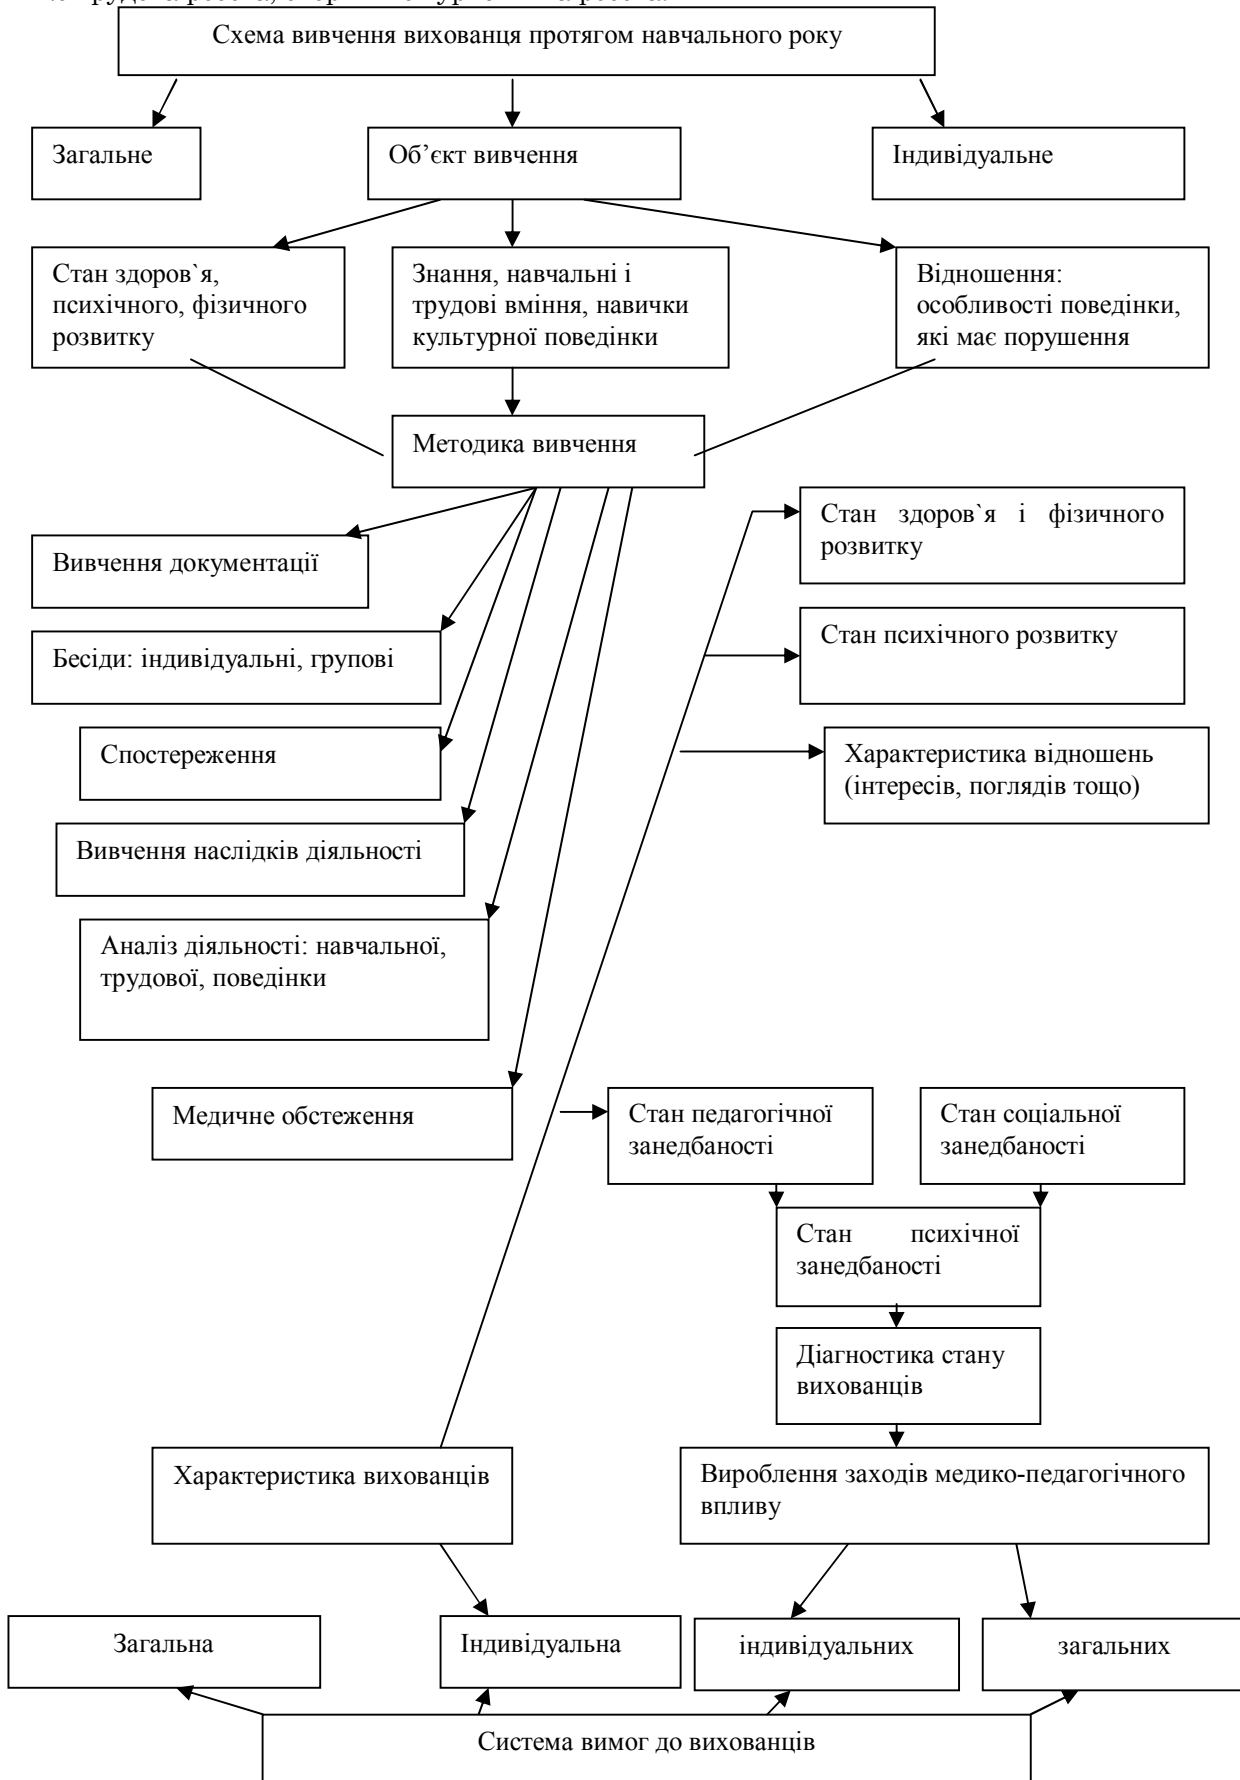 Схема вивчення вихованця протягом навчального року
Загальне
Об’єкт вивчення
Індивідуальне
Стан здоров`я,
психічного, фізичного
розвитку
Знання, навчальні і
трудові вміння, навички
культурної поведінки
Відношення:
особливості поведінки,
які має порушення
Методика вивчення
Стан здоров`я і фізичного
розвитку
Вивчення документації
Стан психічного розвитку
Бесіди: індивідуальні, групові
Спостереження
Характеристика відношень
(інтересів, поглядів тощо)
Вивчення наслідків діяльності
Аналіз діяльності: навчальної,
трудової, поведінки
Медичне обстеження
Стан педагогічної
занедбаності
Стан соціальної
занедбаності
Стан психічної
занедбаності
Діагностика стану
вихованців
Характеристика вихованців
Вироблення заходів медико-педагогічного
впливу
Загальна
Індивідуальна
індивідуальних
загальних
Система вимог до вихованців